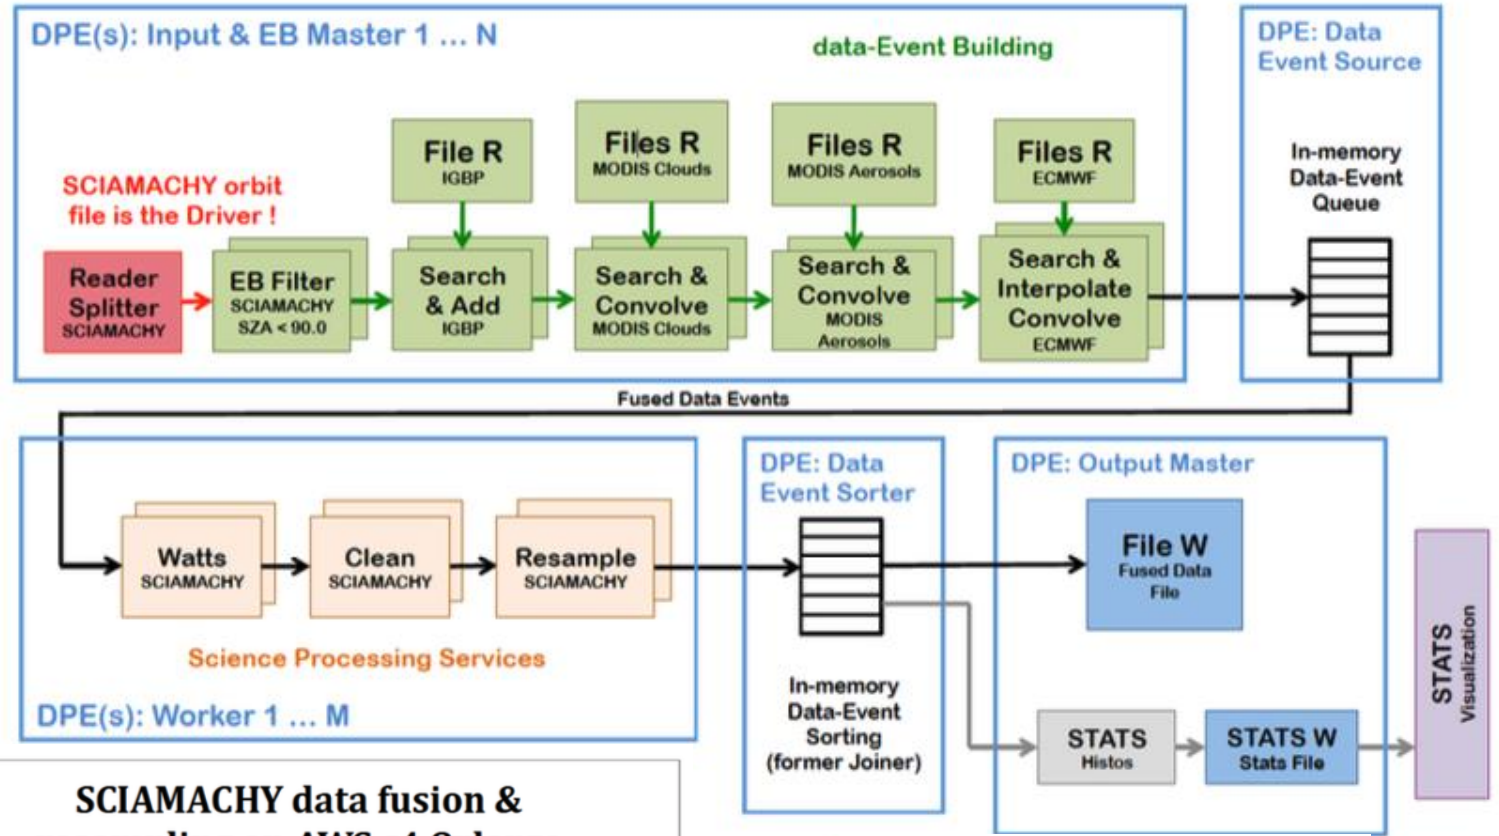 DPE(s): Input & EB Master 1 ... N
data-Event Building
DPE: Data
Event Source
File R
IGBP
Files R
MODIS Clouds
Files R
MODIS Aerosols
Files R
ECMWF
In-memory
Data-Event
Queue
SCIAMACHY orbit
file is the Driver !
Reader
Splitter
SCIAMACHY
EB Filter
SCIAMACHY
SZA < 90.0
Search
& Add
IGBP
Search &
Convolve
MODIS Clouds
Search &
Convolve
MODIS
Aerosols
Search &
Interpolate
Convolve
ECMWF
Fused Data Events
Watts
SCIAMACHY
Clean
SCIAMACHY
Resample
SCIAMACHY
Science Processing Services
DPE(s): Worker 1 ... M
DPE: Data
Event Sorter
In-memory
Data-Event
Sorting
(former Joiner)
DPE: Output Master
File W
Fused Data
File
STATS
Histos
STATS W
Stats File
STATS
Visualization
SCIAMACHY data fusion &